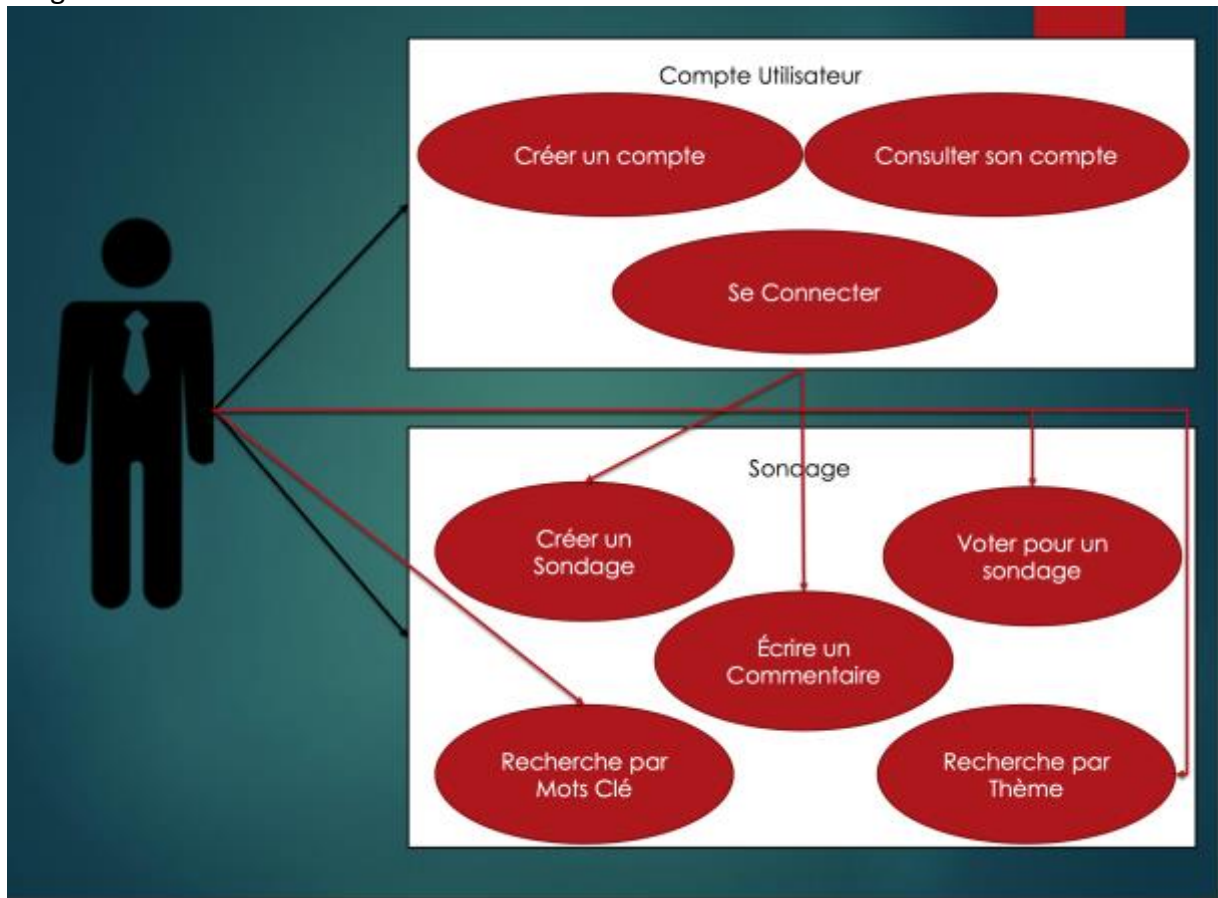 Compte Utilisateur
Créer un compte
Consulter son compte
Se Connecter
Sondage
Créer un
Sondage
Voter pour un
sondage
Écrire un
Commentaire
Recherche par
Mots Clé
Recherche par
Thème